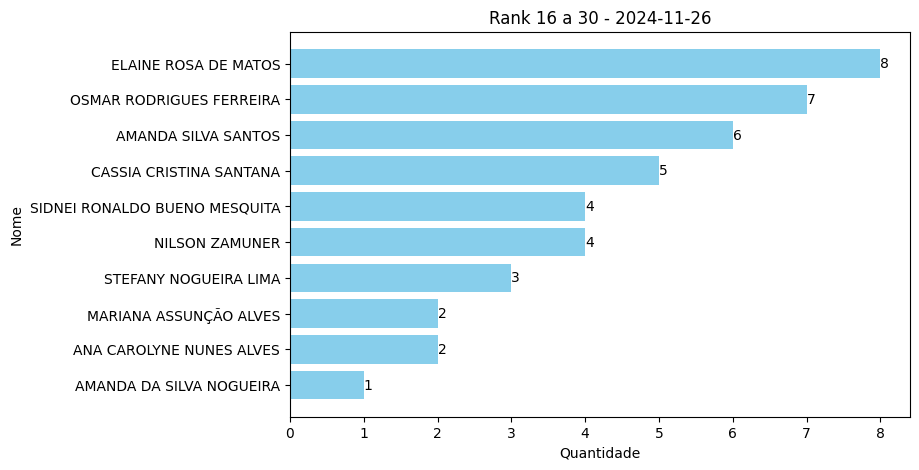 Rank 16 a 30 - 2024-11-26
Nome
ELAINE ROSA DE MATOS 8
OSMAR RODRIGUES FERREIRA 7
AMANDA SILVA SANTOS 6
CASSIA CRISTINA SANTANA 5
SIDNEI RONALDO BUENO MESQUITA 4
NILSON ZAMUNER 4
STEFANY NOGUEIRA LIMA 3
MARIANA ASSUNÇÃO ALVES 2
ANA CAROLYNE NUNES ALVES 2
AMANDA DA SILVA NOGUEIRA 1
0 1 2 3 4 5 6 7 8
Quantidade